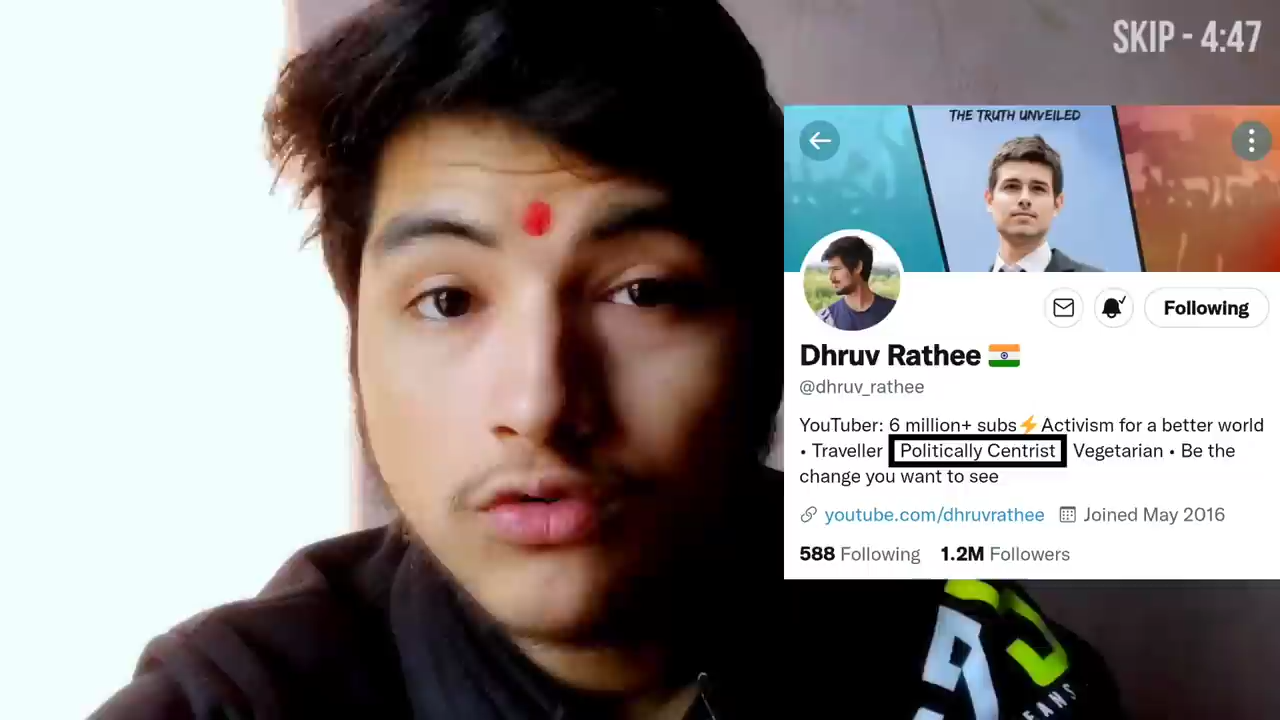 SKIP - 4:47
THE TRUTH UNVEILED
Following
Dhruv Rathee 🇮🇳
@dhruv_rathee
YouTuber: 6 million+ subs⚡Activism for a better world
• Traveller Politically Centrist Vegetarian • Be the
change you want to see
youtube.com/dhruvrathee Joined May 2016
588 Following 1.2M Followers